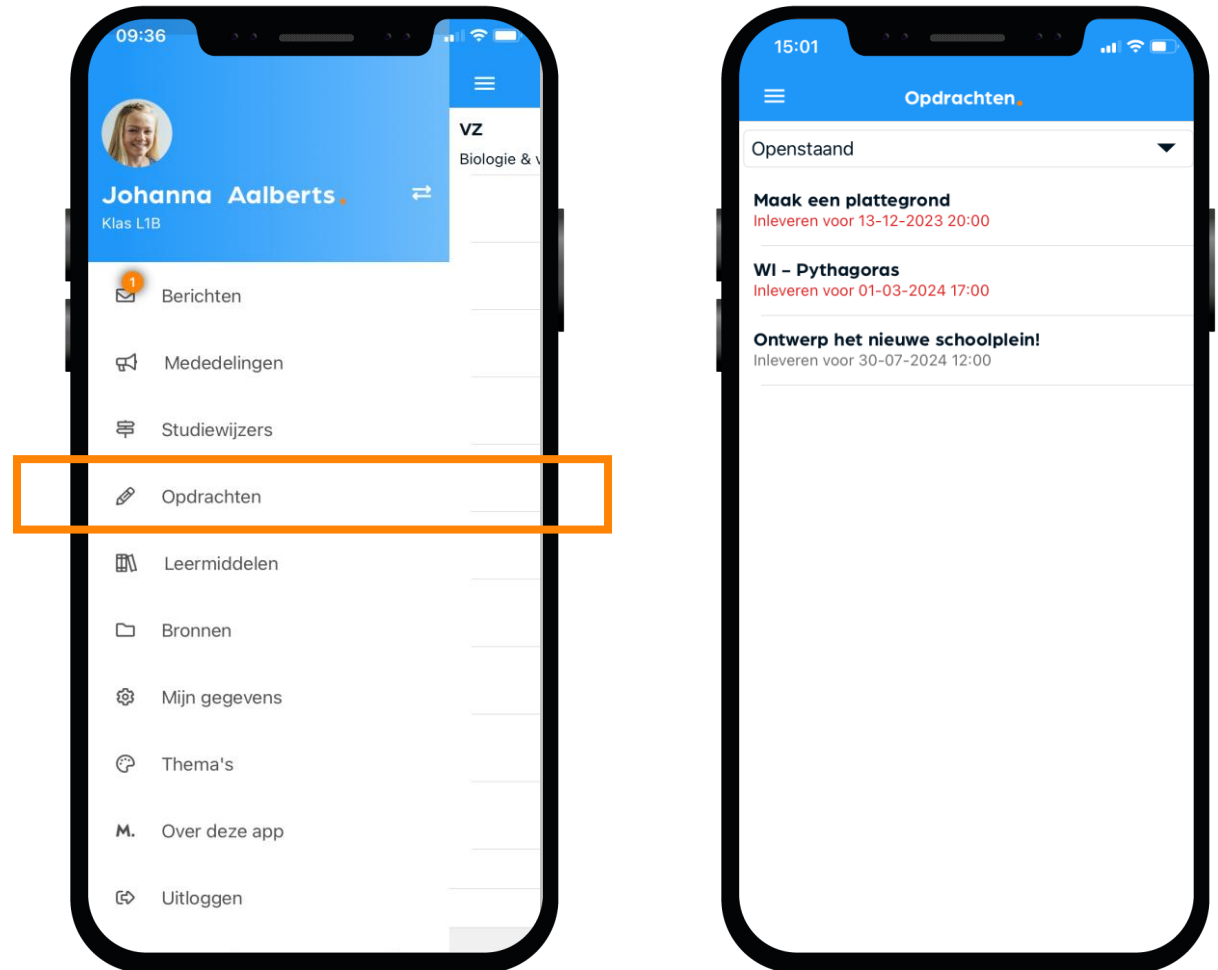 09:36
VZ
Biologie & v
Johanna Aalberts.
Klas L1B
1
Berichten
Mededelingen
Studiewijzers
Opdrachten
Leermiddelen
Bronnen
Mijn gegevens
Thema's
M. Over deze app
Uitloggen
15:01
Opdrachten.
Openstaand
Maak een plattegrond
Inleveren voor 13-12-2023 20:00
WI - Pythagoras
Inleveren voor 01-03-2024 17:00
Ontwerp het nieuwe schoolplein!
Inleveren voor 30-07-2024 12:00